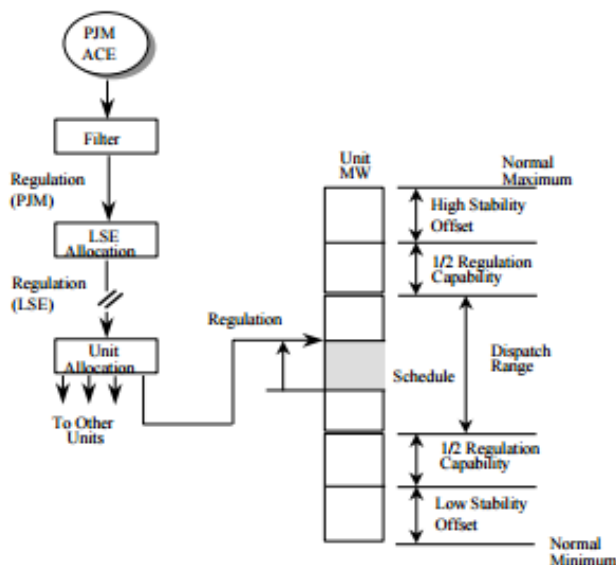 PJM
ACE
Filter
Regulation
(PJM)
LSE
Allocation
Regulation
(LSE)
Unit
Allocation
To Other
Units
Regulation
Unit
MW
Normal
Maximum
High Stability
Offset
1/2 Regulation
Capability
Dispatch
Range
Schedule
1/2 Regulation
Capability
Low Stability
Offset
Normal
Minimum